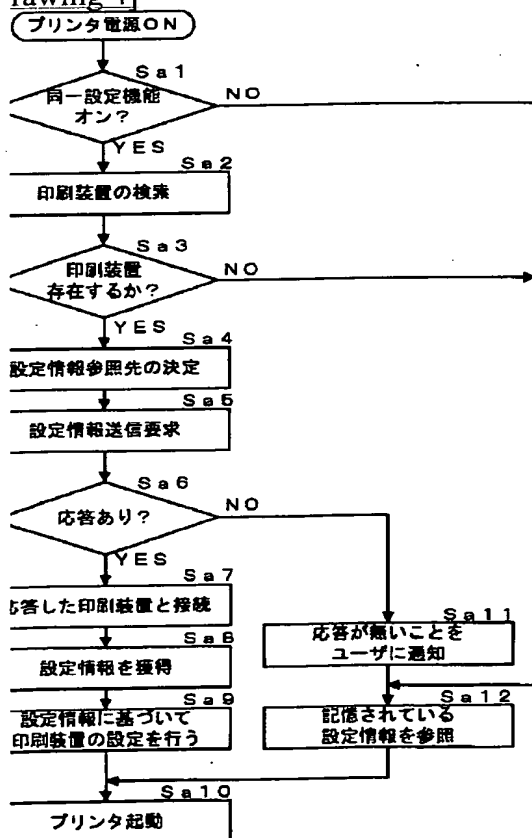 rawing 4
プリンタ電源ON
Sa1
同一設定機能
オン?
NO
YES
Sa2
印刷装置の検索
Sa3
印刷装置
存在するか?
NO
YES
Sa4
設定情報参照先の決定
Sa5
設定情報送信要求
Sa6
応答あり?
NO
YES
Sa7
応答した印刷装置と接続
Sa8
設定情報を獲得
Sa9
設定情報に基づいて
印刷装置の設定を行う
Sa11
応答が無いことを
ユーザに通知
Sa12
記憶されている
設定情報を参照
Sa10
プリンタ起動